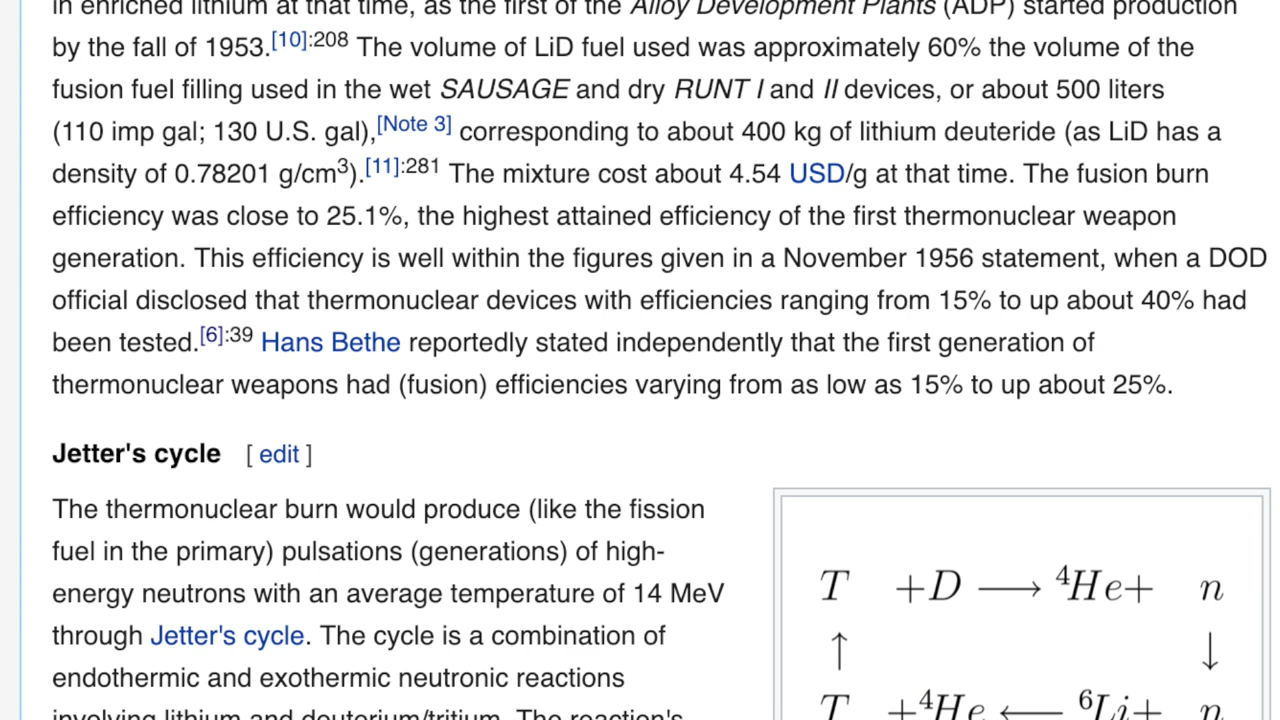 in enriched lithium at that time, as the first of the Alloy Development Plants (ADP) started production
by the fall of 1953.[10]:208 The volume of LiD fuel used was approximately 60% the volume of the
fusion fuel filling used in the wet SAUSAGE and dry RUNT I and II devices, or about 500 liters
(110 imp gal; 130 U.S. gal),[Note 3] corresponding to about 400 kg of lithium deuteride (as LiD has a
density of 0.78201 g/cm³).[11]:281 The mixture cost about 4.54 USD/g at that time. The fusion burn
efficiency was close to 25.1%, the highest attained efficiency of the first thermonuclear weapon
generation. This efficiency is well within the figures given in a November 1956 statement, when a DOD
official disclosed that thermonuclear devices with efficiencies ranging from 15% to up about 40% had
been tested.[6]:39 Hans Bethe reportedly stated independently that the first generation of
thermonuclear weapons had (fusion) efficiencies varying from as low as 15% to up about 25%.
Jetter's cycle [ edit ]
The thermonuclear burn would produce (like the fission
fuel in the primary) pulsations (generations) of high-
energy neutrons with an average temperature of 14 MeV
through Jetter's cycle. The cycle is a combination of
endothermic and exothermic neutronic reactions
involving lithium and deuterium/tritium. The reaction's
T +D ⟶ ⁴He+ n
↑ ↓
T +⁴He ⟵ ⁶Li+ n